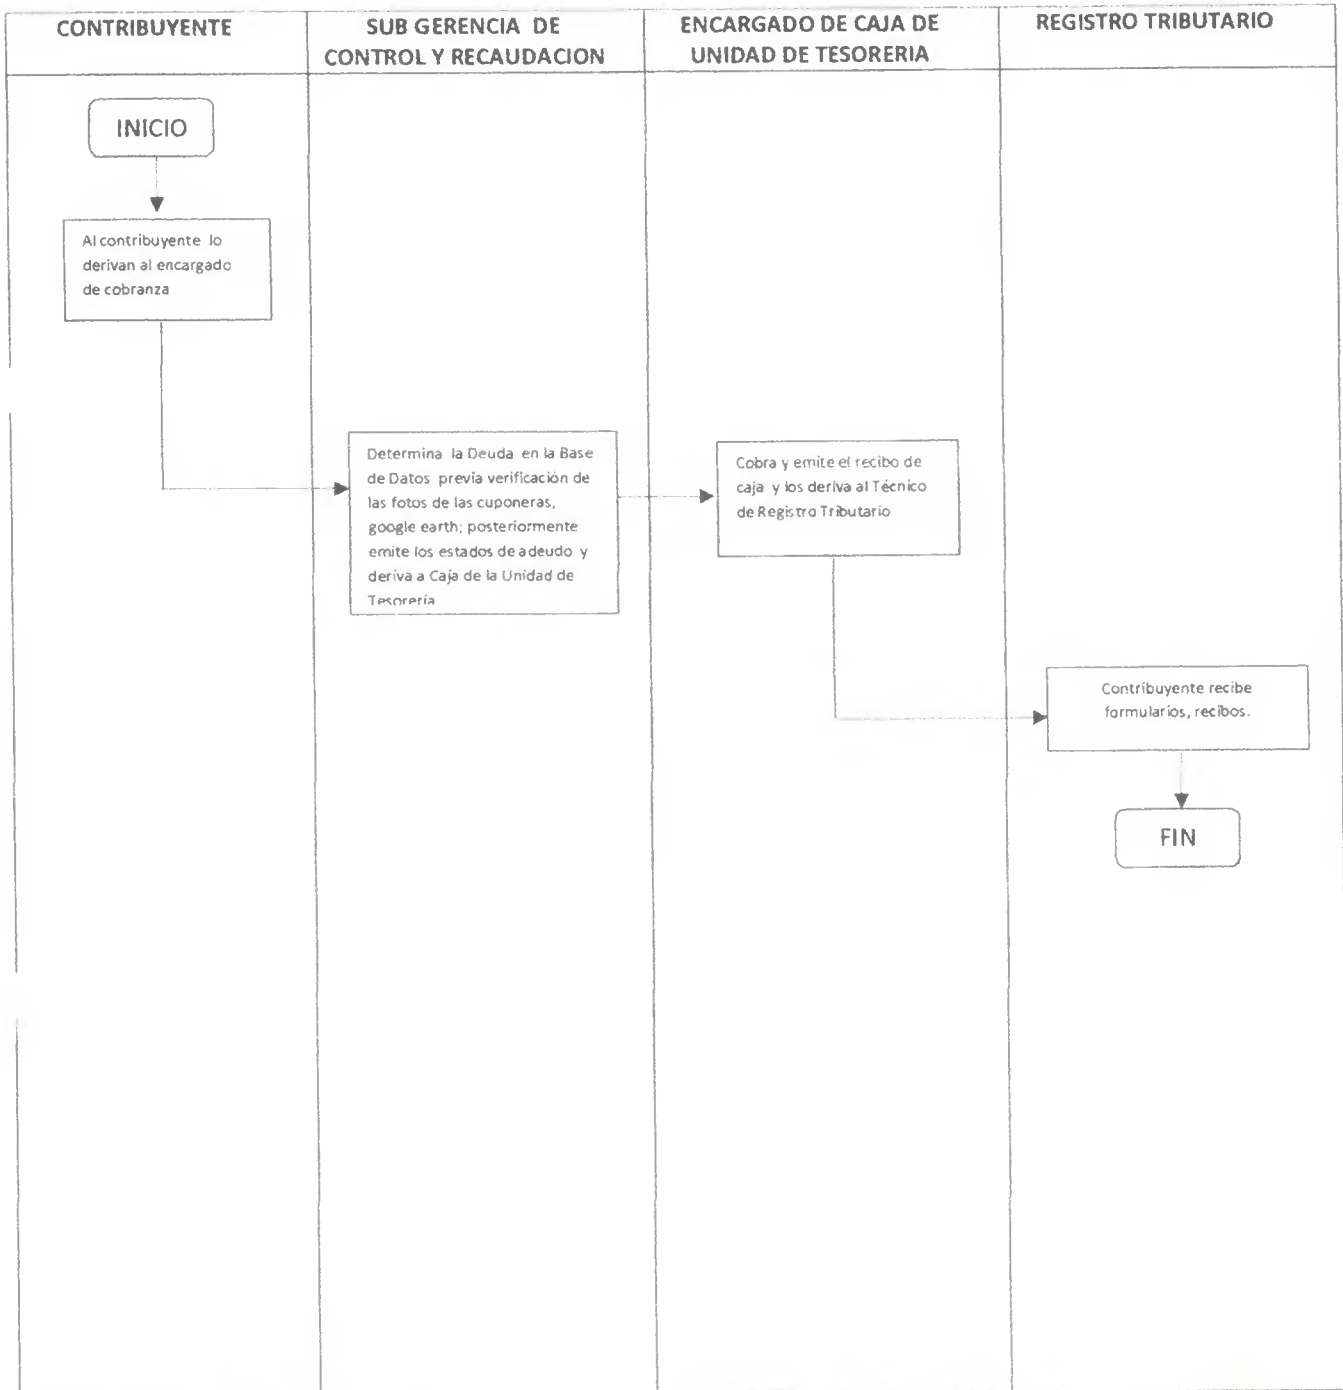 CONTRIBUYENTE
SUB GERENCIA DE
CONTROL Y RECAUDACION
ENCARGADO DE CAJA DE
UNIDAD DE TESORERIA
REGISTRO TRIBUTARIO
INICIO
Al contribuyente lo
derivan al encargado
de cobranza
Determina la Deuda en la Base
de Datos previa verificación de
las fotos de las cuponeras,
google earth; posteriormente
emite los estados de adeudo y
deriva a Caja de la Unidad de
Tesorería
Cobra y emite el recibo de
caja y los deriva al Técnico
de Registro Tributario
Contribuyente recibe
formularios, recibos.
FIN